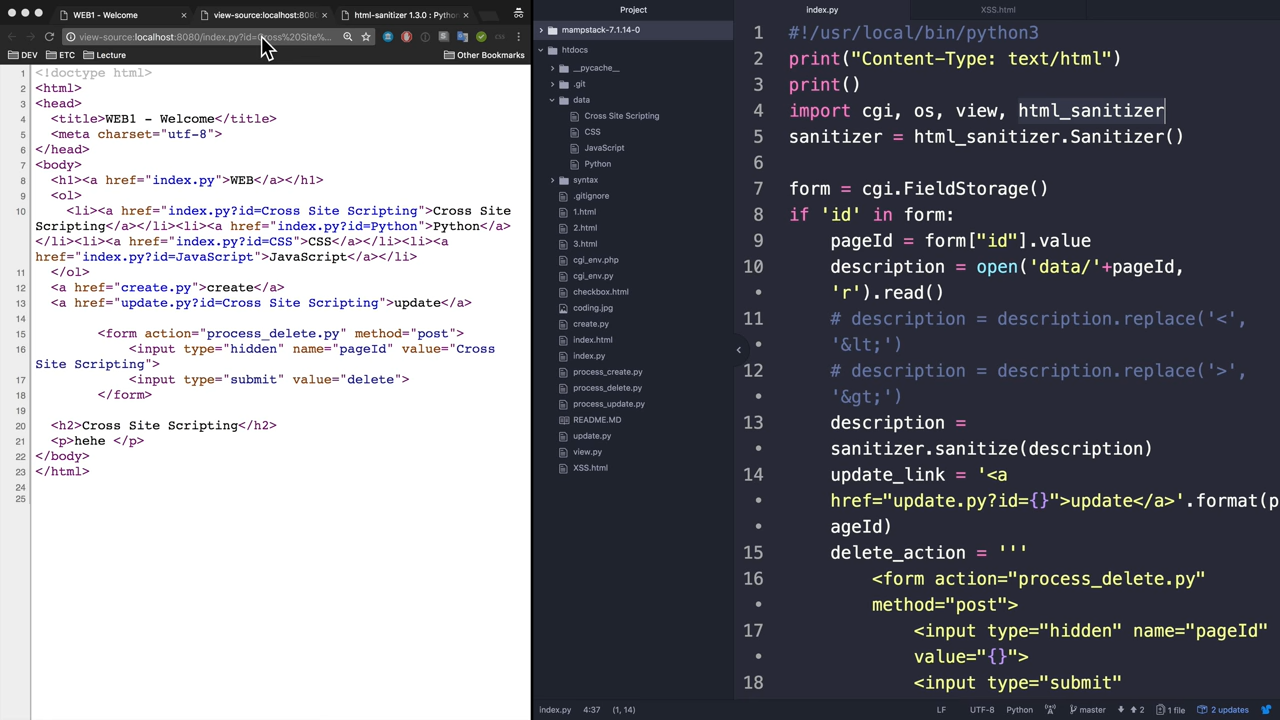 WEB1 - Welcome
view-source:localhost:808
html-sanitizer 1.3.0 : Python
view-source:localhost:8080/index.py?id=Cross%20Site%...
DEV
ETC
Lecture
Other Bookmarks
1 <!doctype html>
2 <html>
3 <head>
4 <title>WEB1 - Welcome</title>
5 <meta charset="utf-8">
6 </head>
7 <body>
8 <h1><a href="index.py">WEB</a></h1>
9 <ol>
10 <li><a href="index.py?id=Cross Site Scripting">Cross Site
Scripting</a></li><li><a href="index.py?id=Python">Python</a>
</li><li><a href="index.py?id=CSS">CSS</a></li><li><a
href="index.py?id=JavaScript">JavaScript</a></li>
11 </ol>
12 <a href="create.py">create</a>
13 <a href="update.py?id=Cross Site Scripting">update</a>
14
15 <form action="process_delete.py" method="post">
16 <input type="hidden" name="pageId" value="Cross
Site Scripting">
17 <input type="submit" value="delete">
18 </form>
19
20 <h2>Cross Site Scripting</h2>
21 <p>hehe </p>
22 </body>
23 </html>
24
25
Project
mampstack-7.1.14-0
htdocs
__pycache__
.git
data
Cross Site Scripting
CSS
JavaScript
Python
syntax
.gitignore
1.html
2.html
3.html
cgi_env.php
cgi_env.py
checkbox.html
coding.jpg
create.py
index.html
index.py
process_create.py
process_delete.py
process_update.py
README.MD
update.py
view.py
XSS.html
index.py
XSS.html
1 #!/usr/local/bin/python3
2 print("Content-Type: text/html")
3 print()
4 import cgi, os, view, html_sanitizer
5 sanitizer = html_sanitizer.Sanitizer()
6
7 form = cgi.FieldStorage()
8 if 'id' in form:
9 pageId = form["id"].value
10 description = open('data/'+pageId,
• 'r').read()
11 # description = description.replace('<',
• '&lt;')
12 # description = description.replace('>',
• '&gt;')
13 description =
• sanitizer.sanitize(description)
14 update_link = '<a
• href="update.py?id={}">update</a>'.format(p
• ageId)
15 delete_action = '''
16 <form action="process_delete.py"
• method="post">
17 <input type="hidden" name="pageId"
• value="{}">
18 <input type="submit"
index.py 4:37 (1, 14)
LF UTF-8 Python master 2 1 file 2 updates